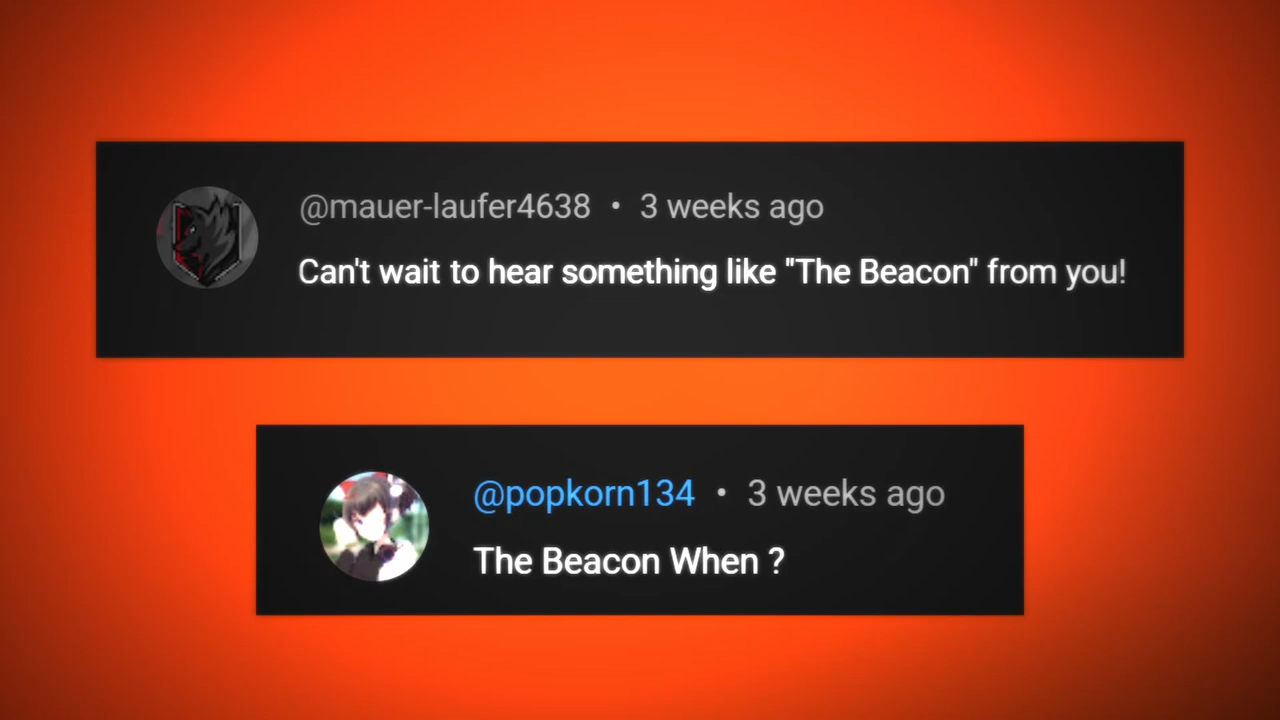 @mauer-laufer4638 • 3 weeks ago
Can't wait to hear something like "The Beacon" from you!
@popkorn134 • 3 weeks ago
The Beacon When ?